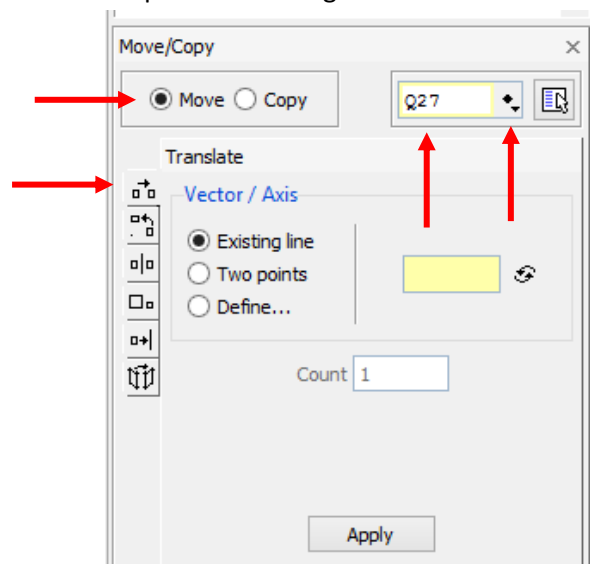 Move/Copy
Move Copy Q27
Translate
Vector / Axis
Existing line
Two points
Define...
Count 1
Apply